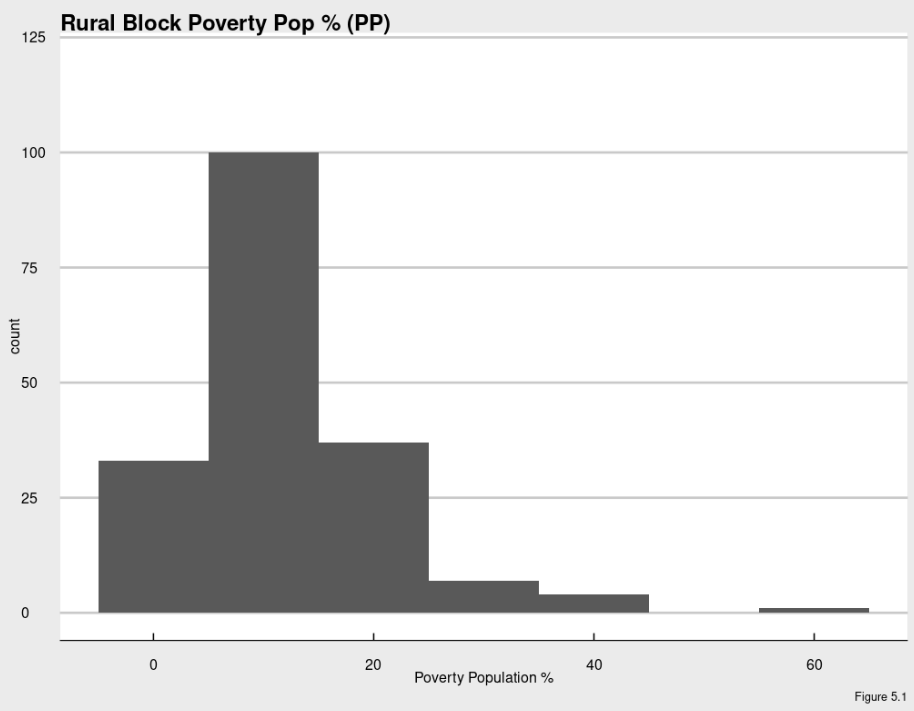 Rural Block Poverty Pop % (PP)
125
100
75
50
25
0
count
0 20 40 60
Poverty Population %
Figure 5.1